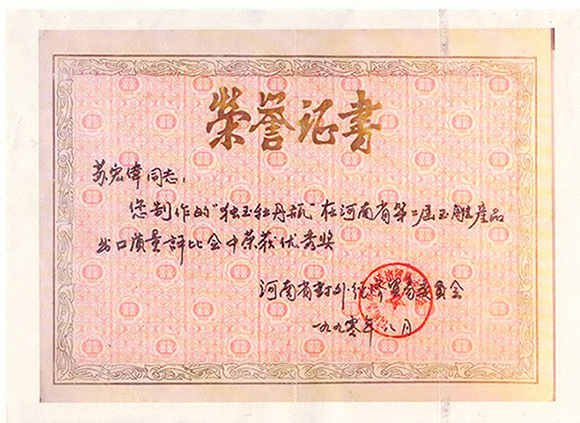 荣誉证书
苏宏伟同志：
您制作的“独玉牡丹瓶”在河南省第二届玉雕产品
出口质量评比会中荣获优秀奖
河南省对外经济贸易委员会
一九九零年八月